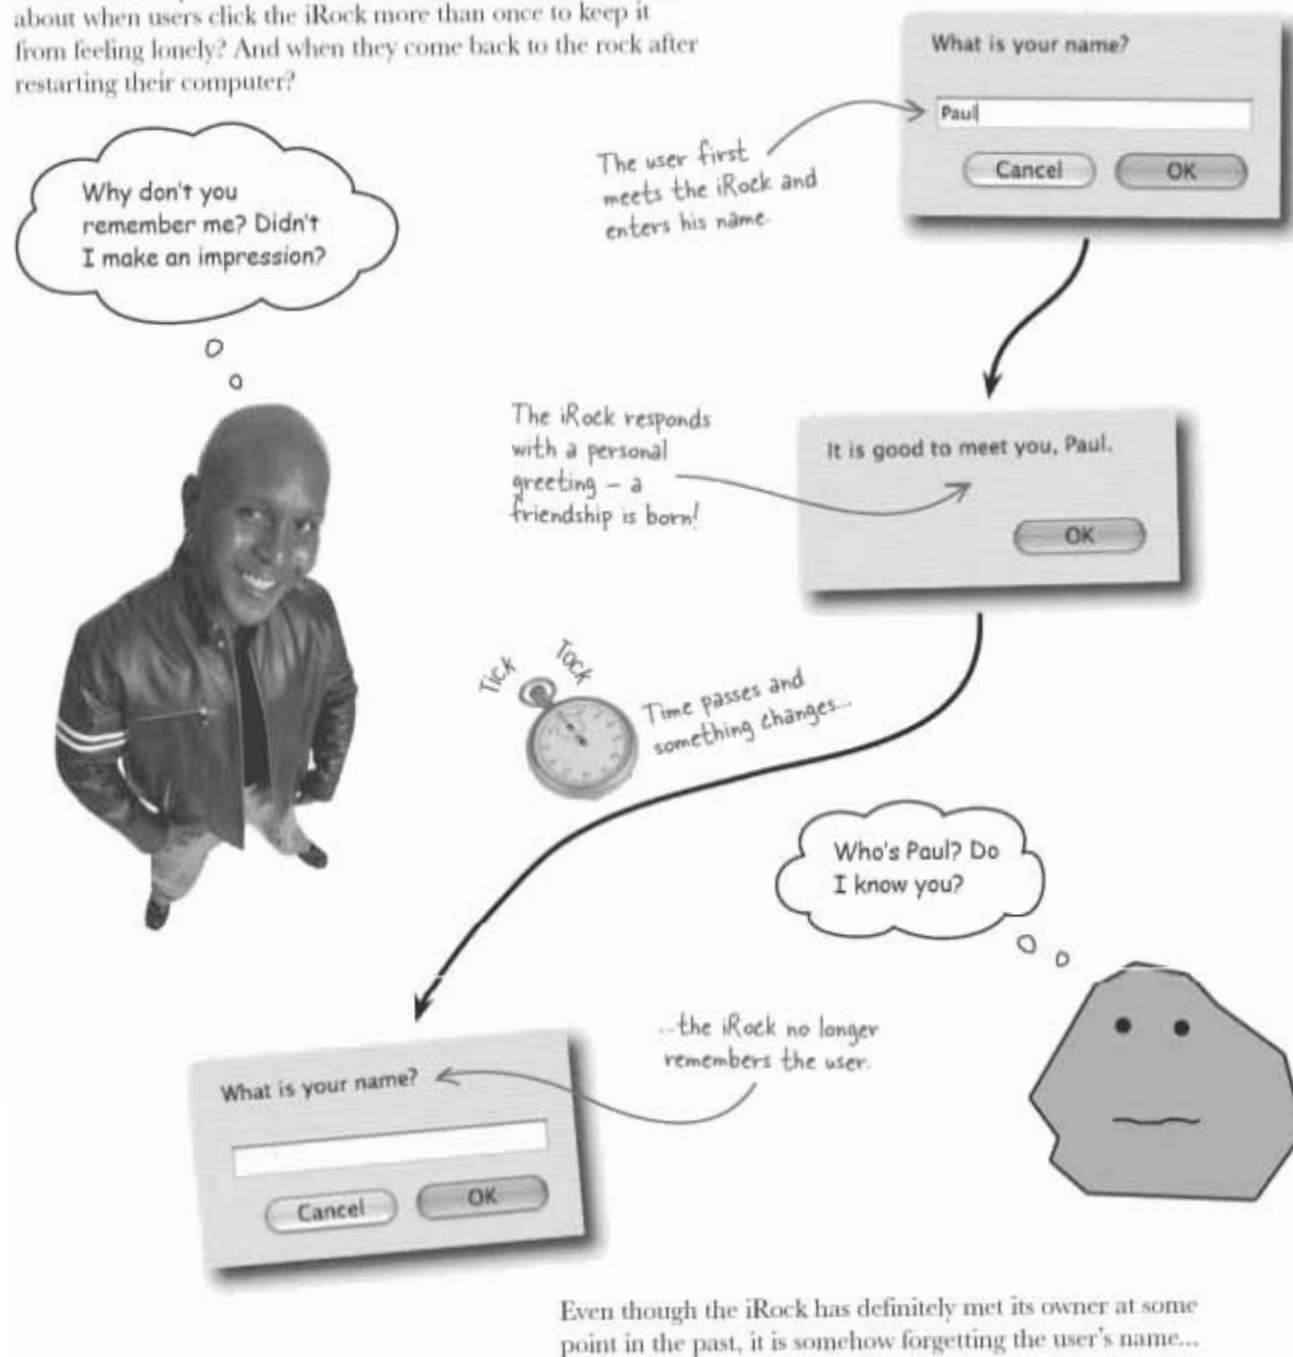 about when users click the iRock more than once to keep it
from feeling lonely? And when they come back to the rock after
restarting their computer?
What is your name?
Paul
Cancel
OK
The user first
meets the iRock and
enters his name.
Why don't you
remember me? Didn't
I make an impression?
The iRock responds
with a personal
greeting – a
friendship is born!
It is good to meet you, Paul.
OK
Tick
Tock
Time passes and
something changes...
Who's Paul? Do
I know you?
...the iRock no longer
remembers the user.
What is your name?
Cancel
OK
Even though the iRock has definitely met its owner at some
point in the past, it is somehow forgetting the user's name...